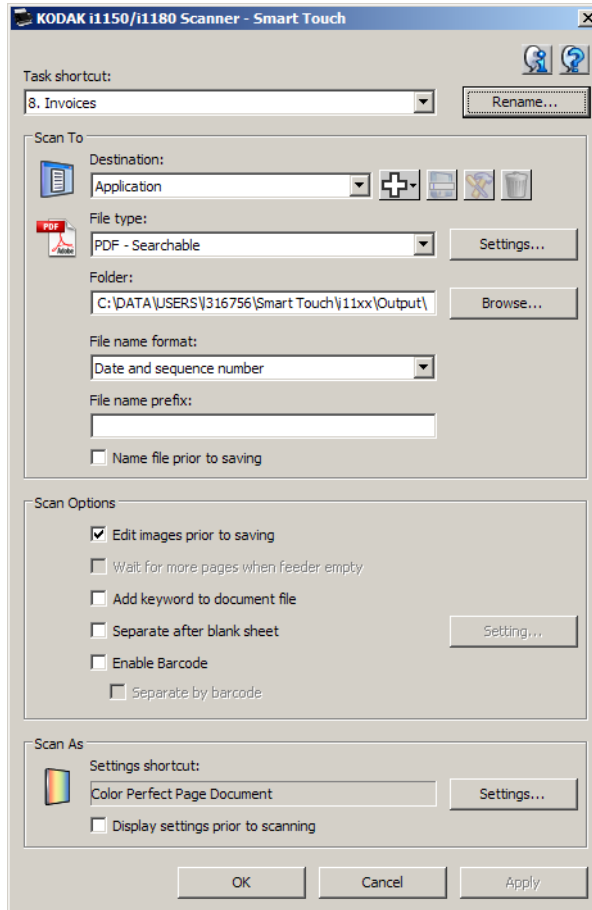 KODAK i1150/i1180 Scanner - Smart Touch
Task shortcut:
8. Invoices
Rename...
Scan To
Destination:
Application
PDF
Adobe
File type:
PDF - Searchable
Settings...
Folder:
C:\DATA\USERS\l316756\Smart Touch\i11xx\Output\
Browse...
File name format:
Date and sequence number
File name prefix:
Name file prior to saving
Scan Options
Edit images prior to saving
Wait for more pages when feeder empty
Add keyword to document file
Separate after blank sheet
Setting...
Enable Barcode
Separate by barcode
Scan As
Settings shortcut:
Color Perfect Page Document
Settings...
Display settings prior to scanning
OK
Cancel
Apply